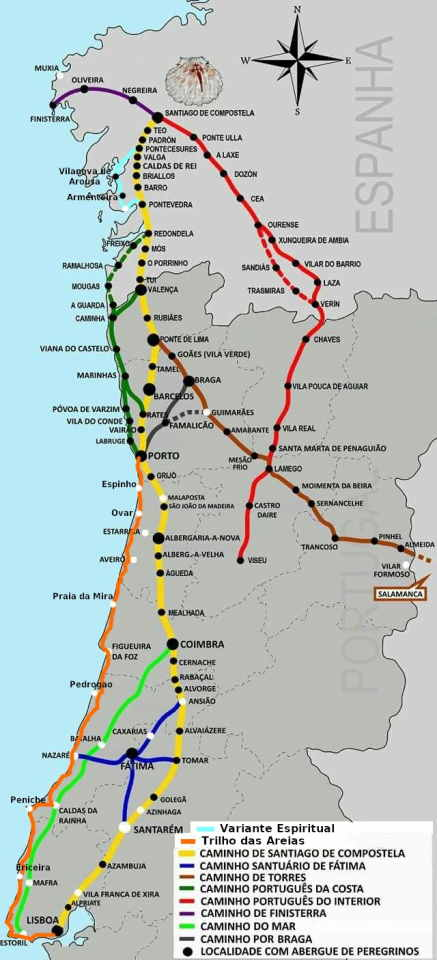 N
W
E
S
ESPANHA
MUXIA
OLIVEIRA
NEGREIRA
FINISTERRA
SANTIAGO DE COMPOSTELA
TEO
PADRÓN
PONTECESURES
VALGA
CALDAS DE REI
BRIALLOS
BARRO
Vilanova de
Arousa
Armenteira
PONTEVEDRA
PONTE ULLA
A LAXE
DOZÓN
CEA
OURENSE
XUNQUEIRA DE AMBIA
VILAR DO BARRIO
SANDIÁS
LAZA
TRASMIRAS
VERÍN
REDONDELA
FREIXO
MÓS
RAMALHOSA
O PORRINHO
MOUGAS
TUI
VALENÇA
A GUARDA
CAMINHA
RUBIÃES
CHAVES
PONTE DE LIMA
VIANA DO CASTELO
GOÃES (VILA VERDE)
TAMEL
MARINHAS
BRAGA
VILA POUCA DE AGUIAR
BARCELOS
PÓVOA DE VARZIM
RATES
GUIMARÃES
VILA DO CONDE
FAMALICÃO
VAIRÃO
AMARANTE
VILA REAL
LABRUGE
SANTA MARTA DE PENAGUIÃO
PORTO
MESÃO
FRIO
LAMEGO
GRIJÓ
Espinho
MOIMENTA DA BEIRA
MALAPOSTA
SÃO JOÃO DA MADEIRA
CASTRO
DAIRE
SERNANCELHE
Ovar
ESTARREJA
ALBERGARIA-A-NOVA
TRANCOSO
PINHEL
ALMEIDA
ALBERG.-A-VELHA
AVEIRO
VISEU
VILAR
FORMOSO
ÁGUEDA
SALAMANCA
Praia da Mira
MEALHADA
PORTUGAL
COIMBRA
FIGUEIRA
DA FOZ
CERNACHE
RABAÇAL
Pedrogao
ALVORGE
ANSIÃO
CAXARIAS
ALVAIÁZERE
BATALHA
NAZARÉ
FÁTIMA
TOMAR
Peniche
GOLEGÃ
CALDAS DA
RAINHA
AZINHAGA
SANTARÉM
Ericeira
AZAMBUJA
MAFRA
VILA FRANCA DE XIRA
ALPRIATE
LISBOA
ESTORIL
Variante Espiritual
Trilho das Areias
CAMINHO DE SANTIAGO DE COMPOSTELA
CAMINHO SANTUÁRIO DE FÁTIMA
CAMINHO DE TORRES
CAMINHO PORTUGUÊS DA COSTA
CAMINHO PORTUGUÊS DO INTERIOR
CAMINHO DE FINISTERRA
CAMINHO DO MAR
CAMINHO POR BRAGA
LOCALIDADE COM ABERGUE DE PEREGRINOS